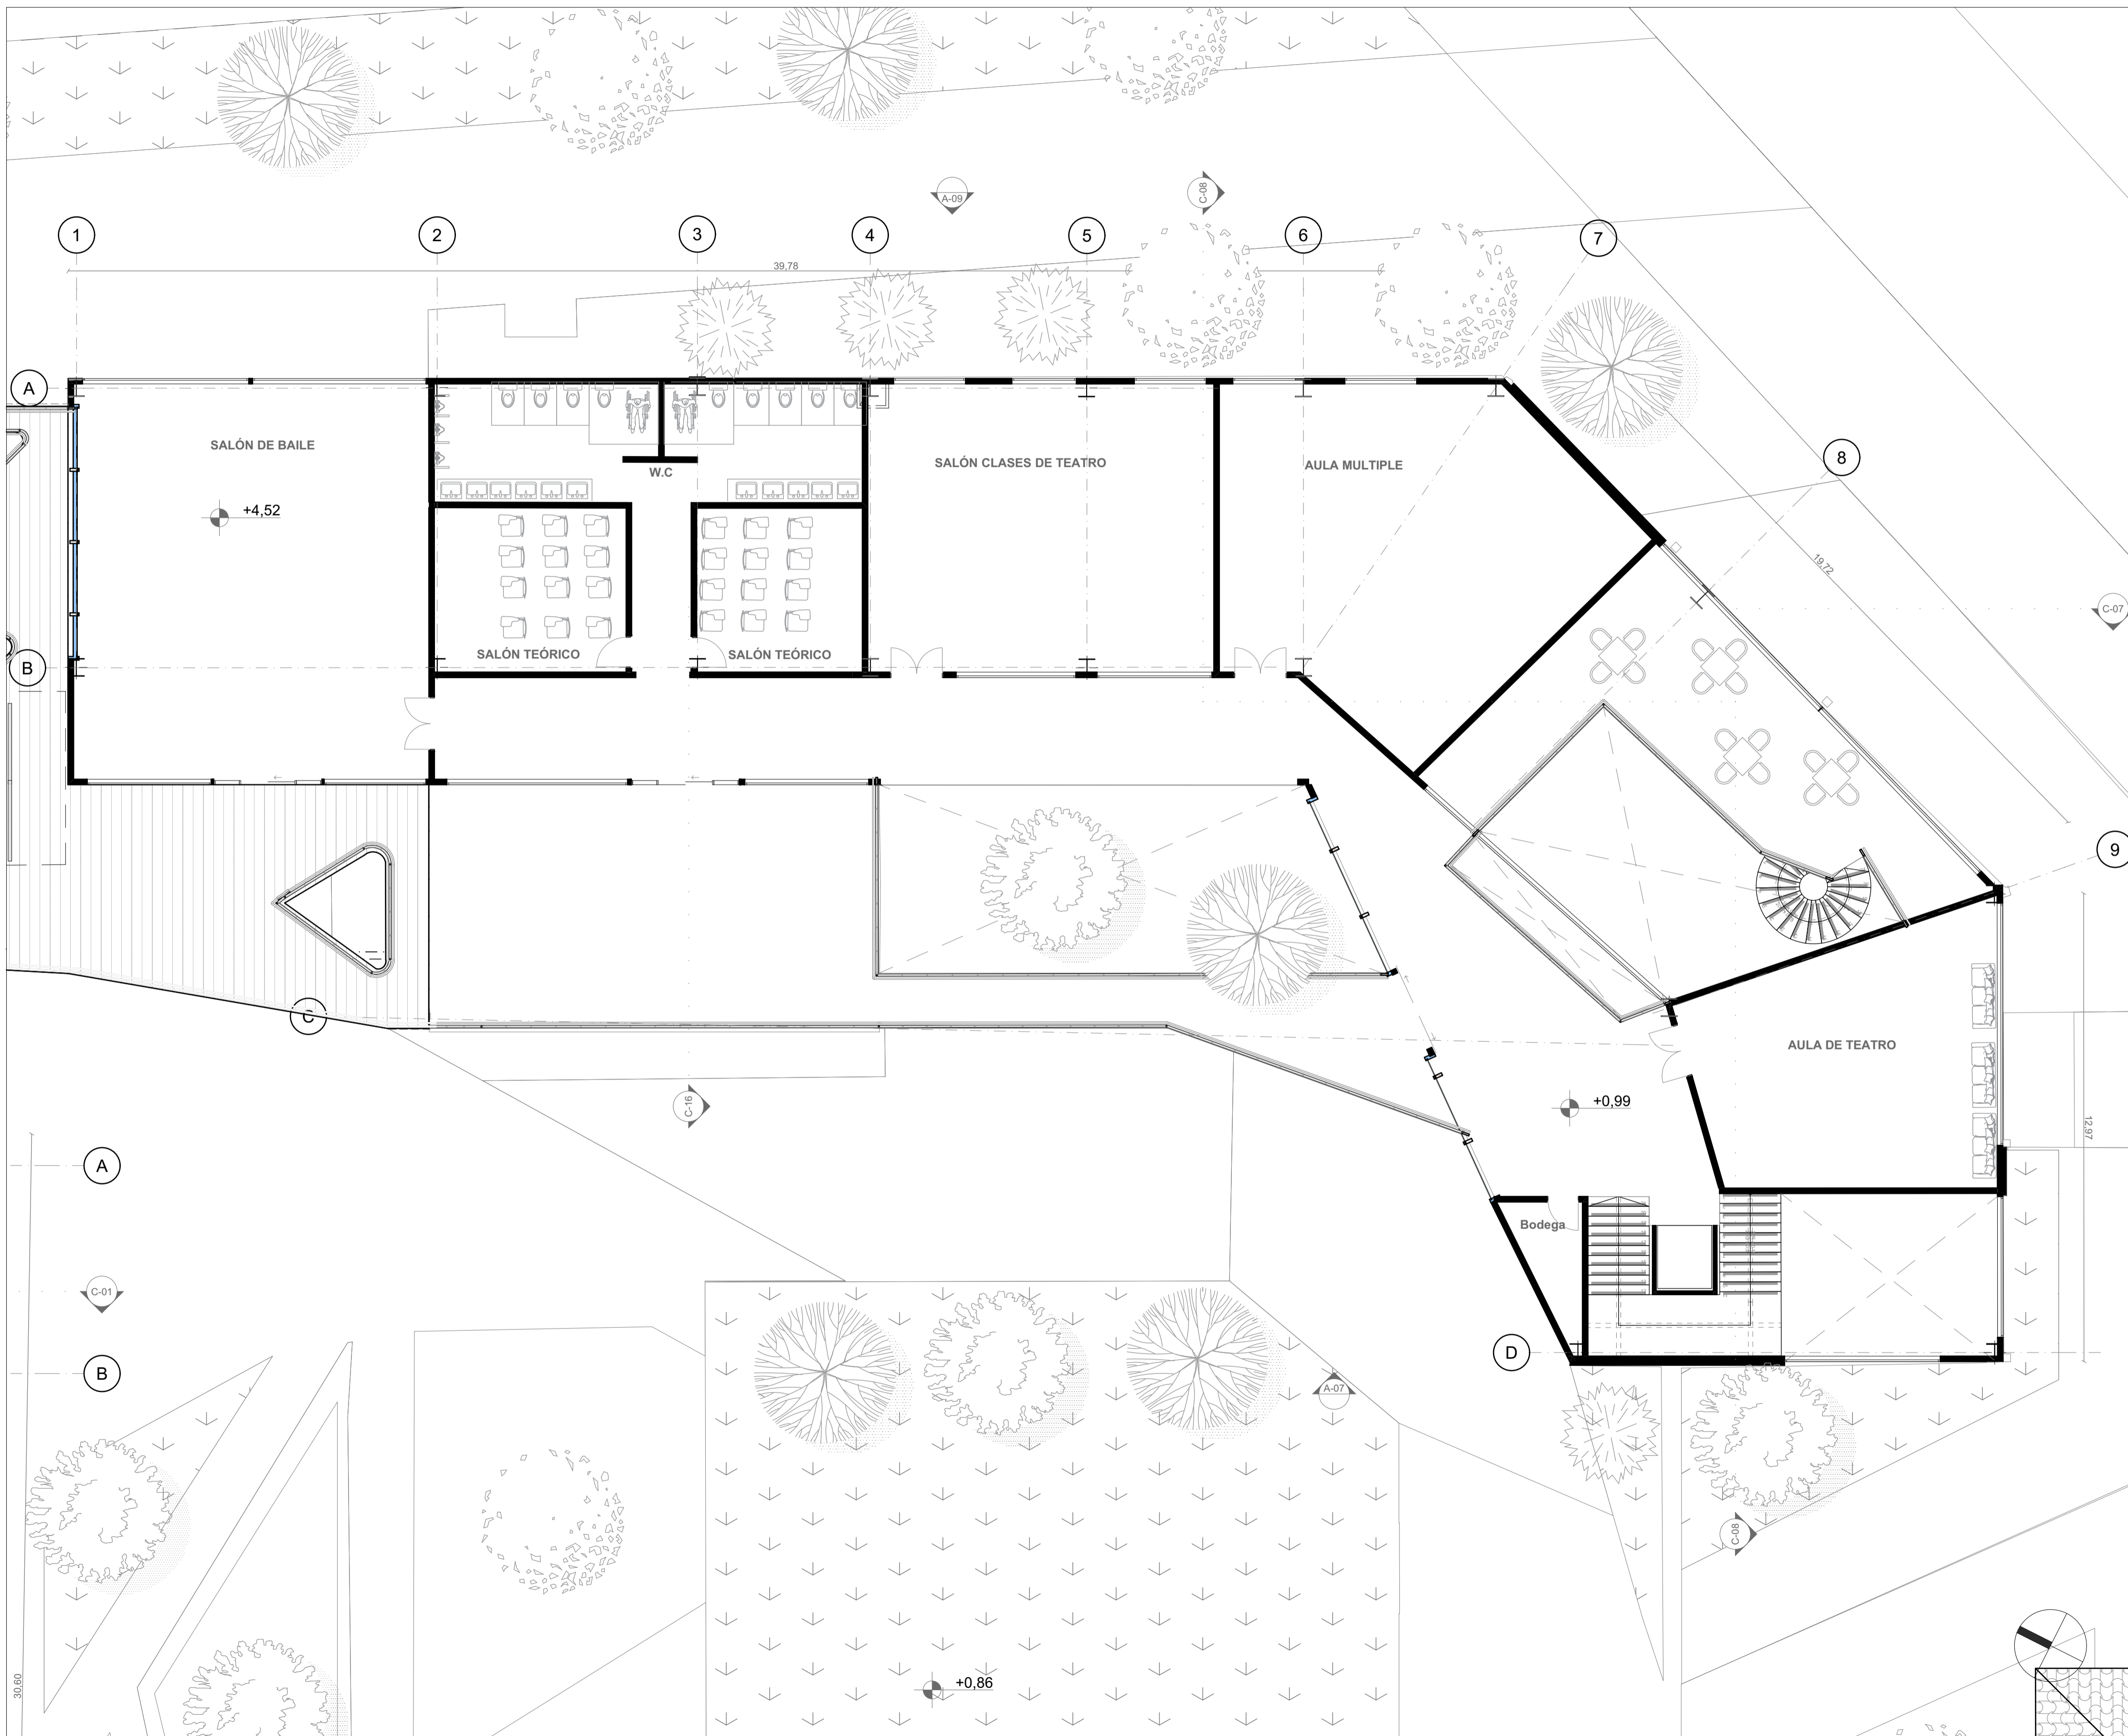 A-09
C-08
1
2
3
4
5
6
7
39,78
A
SALÓN DE BAILE
W.C
SALÓN CLASES DE TEATRO
AULA MULTIPLE
8
+4,52
19,72
C-07
B
SALÓN TEÓRICO
SALÓN TEÓRICO
9
C
AULA DE TEATRO
C-16
+0,99
12,97
A
Bodega
C-01
D
B
A-07
C-08
30,60
+0,86